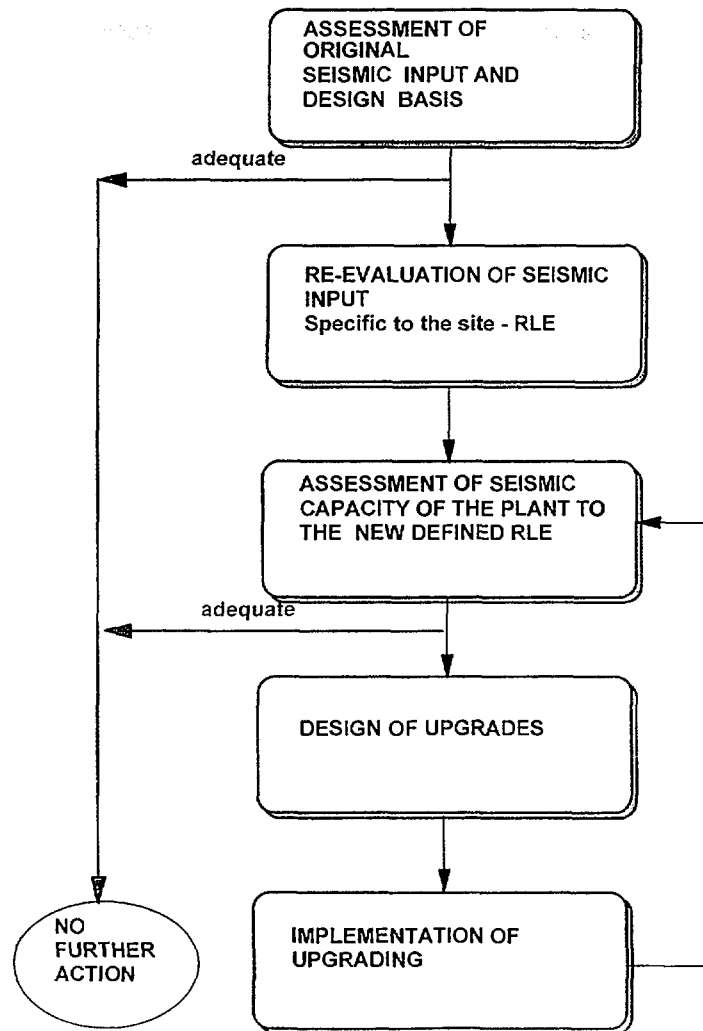 ASSESSMENT OF
ORIGINAL
SEISMIC INPUT AND
DESIGN BASIS
adequate
RE-EVALUATION OF SEISMIC
INPUT
Specific to the site - RLE
ASSESSMENT OF SEISMIC
CAPACITY OF THE PLANT TO
THE NEW DEFINED RLE
adequate
DESIGN OF UPGRADES
NO
FURTHER
ACTION
IMPLEMENTATION OF
UPGRADING